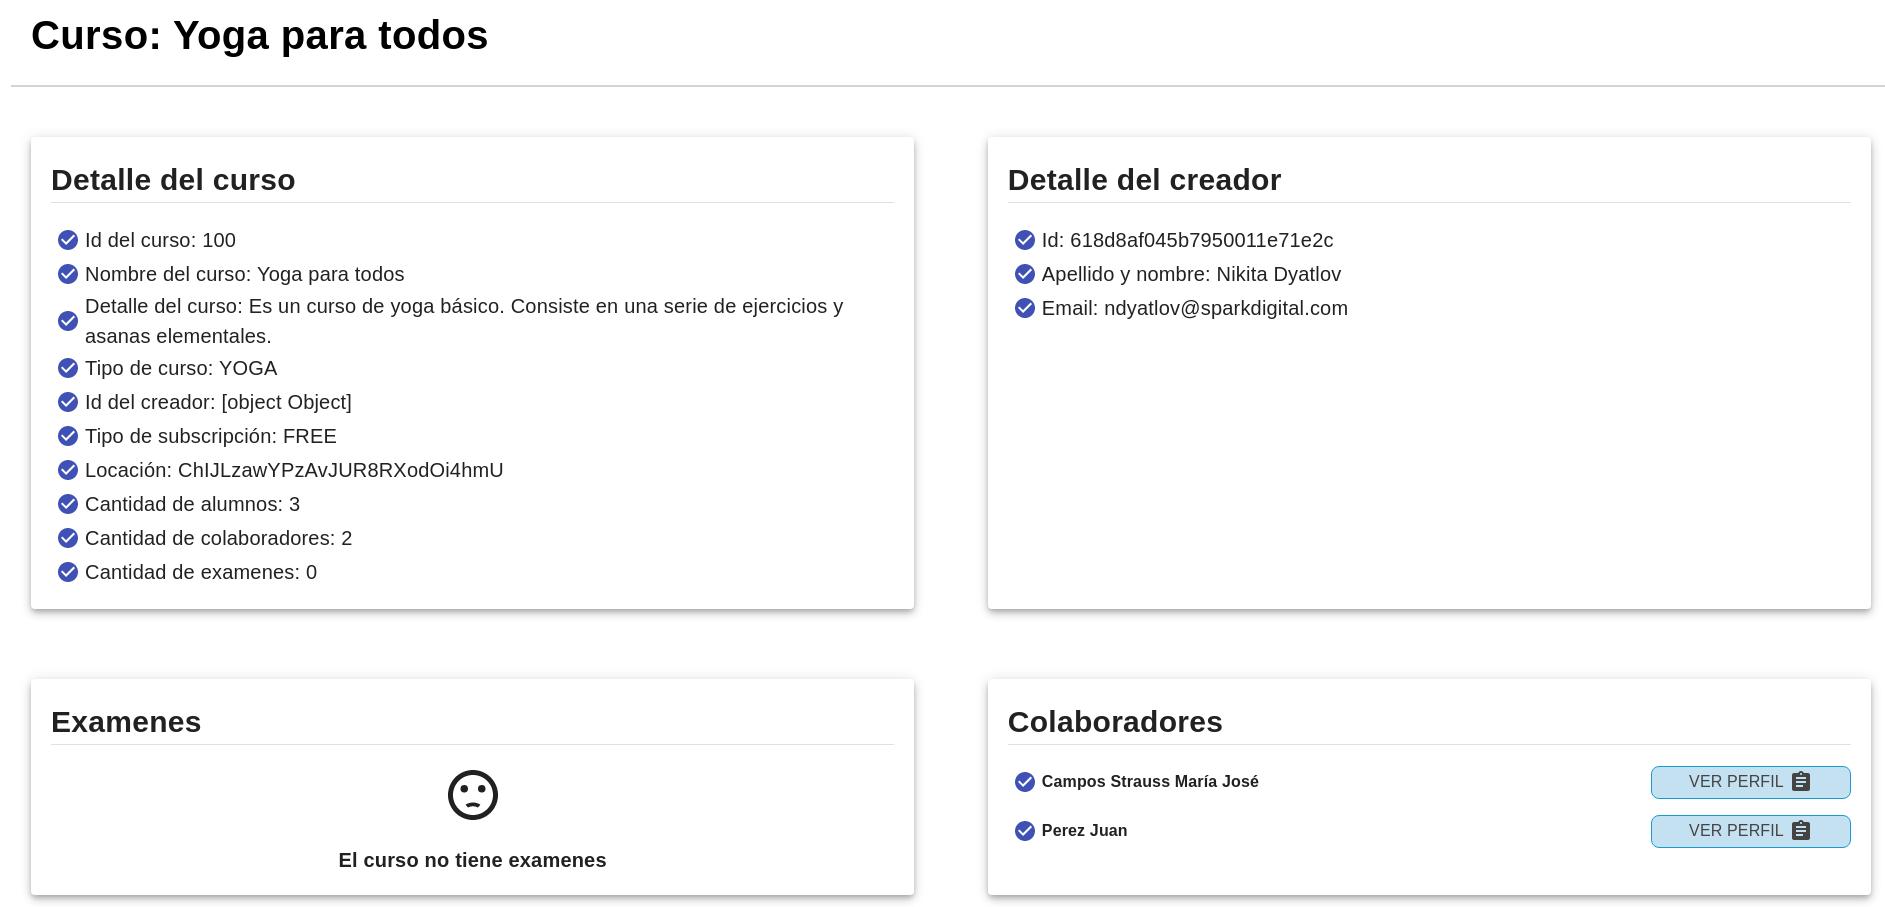 Curso: Yoga para todos
Detalle del curso
Id del curso: 100
Nombre del curso: Yoga para todos
Detalle del curso: Es un curso de yoga básico. Consiste en una serie de ejercicios y
asanas elementales.
Tipo de curso: YOGA
Id del creador: [object Object]
Tipo de subscripción: FREE
Locación: ChIJLzawYPzAvJUR8RXodOi4hmU
Cantidad de alumnos: 3
Cantidad de colaboradores: 2
Cantidad de examenes: 0
Detalle del creador
Id: 618d8af045b7950011e71e2c
Apellido y nombre: Nikita Dyatlov
Email: ndyatlov@sparkdigital.com
Examenes
El curso no tiene examenes
Colaboradores
Campos Strauss María José
VER PERFIL
Perez Juan
VER PERFIL